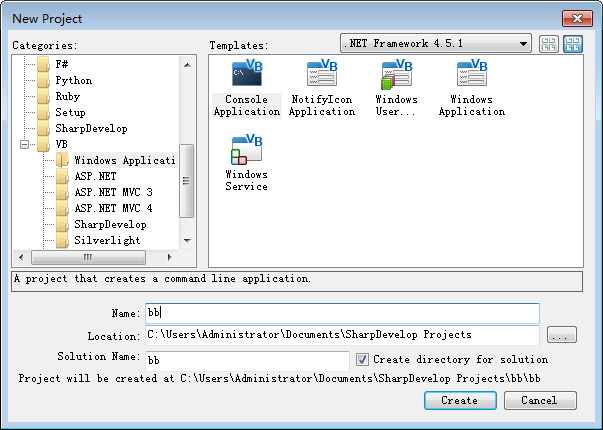 New Project
Categories:
Templates:
.NET Framework 4.5.1
F#
Python
Ruby
Setup
SharpDevelop
VB
Windows Applicati
ASP.NET
ASP.NET MVC 3
ASP.NET MVC 4
SharpDevelop
Silverlight
VB
C:\
Console
Application
VB
NotifyIcon
Application
VB
Windows
User...
VB
Windows
Application
VB
Windows
Service
A project that creates a command line application.
Name: bb
Location: C:\Users\Administrator\Documents\SharpDevelop Projects ...
Solution Name: bb Create directory for solution
Project will be created at C:\Users\Administrator\Documents\SharpDevelop Projects\bb\bb
Create Cancel